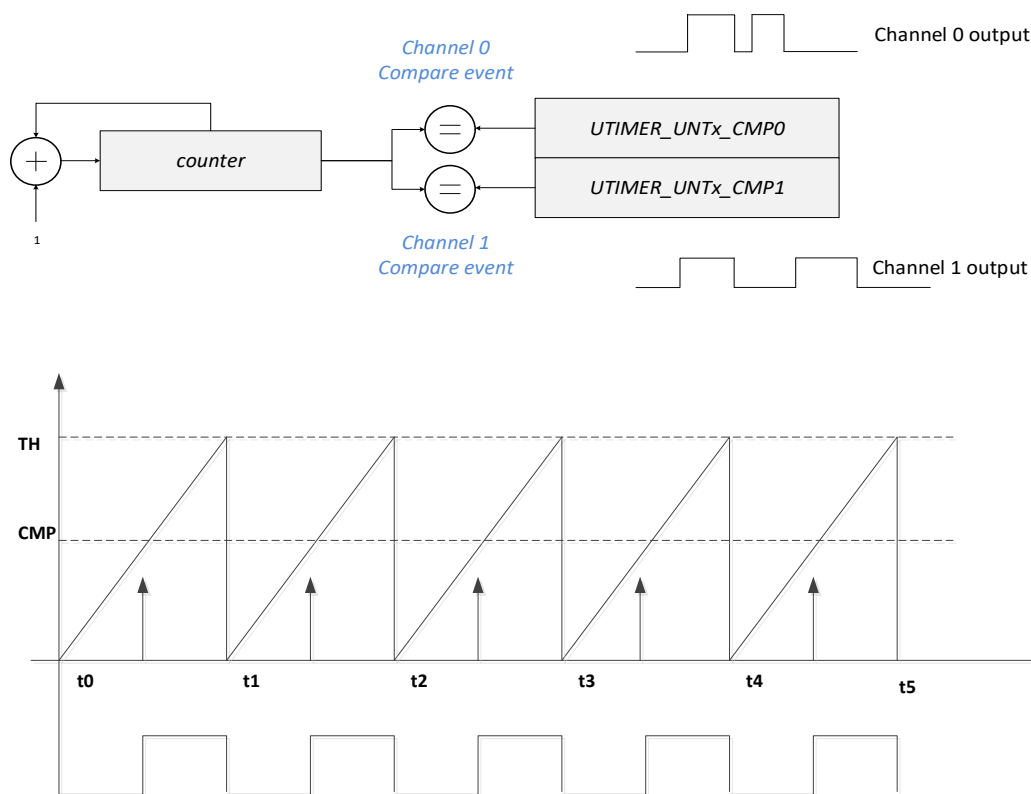 Channel 0 output
Channel 0
Compare event
UTIMER_UNTx_CMP0
counter
UTIMER_UNTx_CMP1
1
Channel 1
Compare event
Channel 1 output
TH
CMP
t0 t1 t2 t3 t4 t5